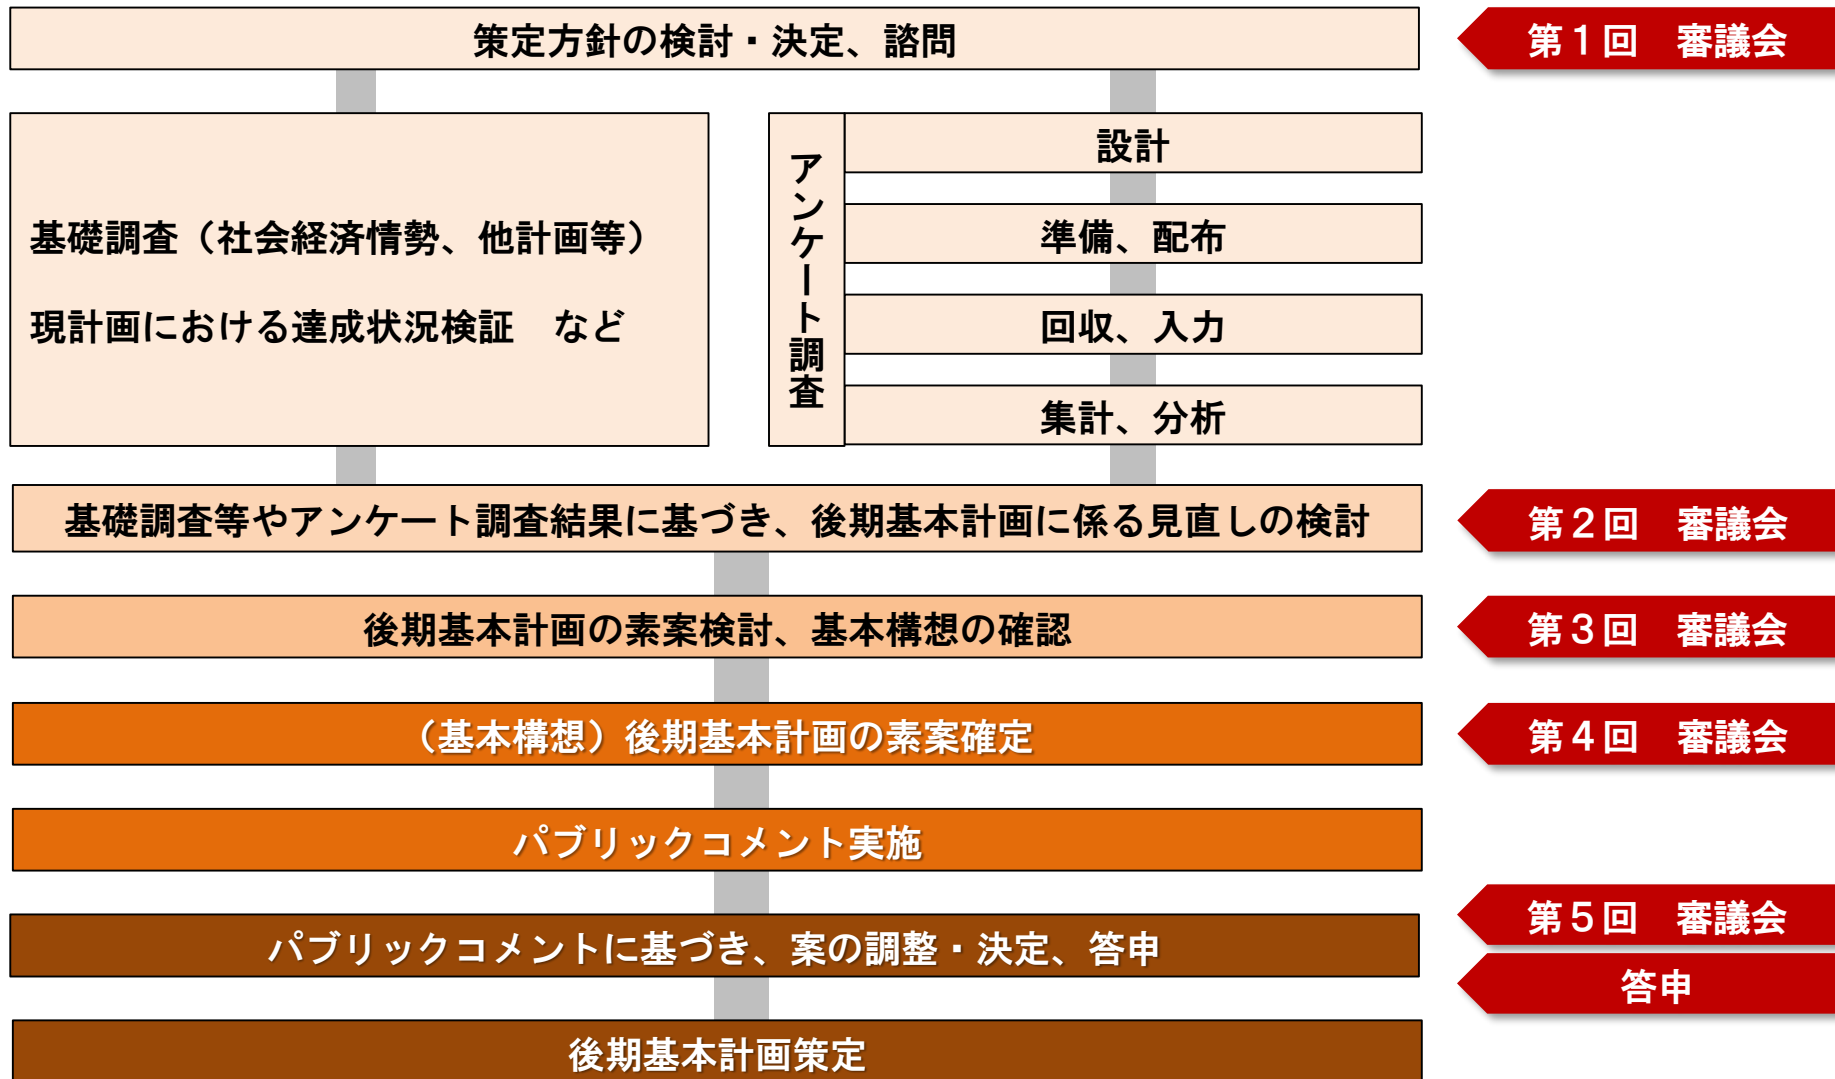 策定方針の検討・決定、諮問
第１回　審議会
基礎調査（社会経済情勢、他計画等）
現計画における達成状況検証　など
アンケート調査
設計
準備、配布
回収、入力
集計、分析
基礎調査等やアンケート調査結果に基づき、後期基本計画に係る見直しの検討
第２回　審議会
後期基本計画の素案検討、基本構想の確認
第３回　審議会
（基本構想）後期基本計画の素案確定
第４回　審議会
パブリックコメント実施
第５回　審議会
パブリックコメントに基づき、案の調整・決定、答申
答申
後期基本計画策定